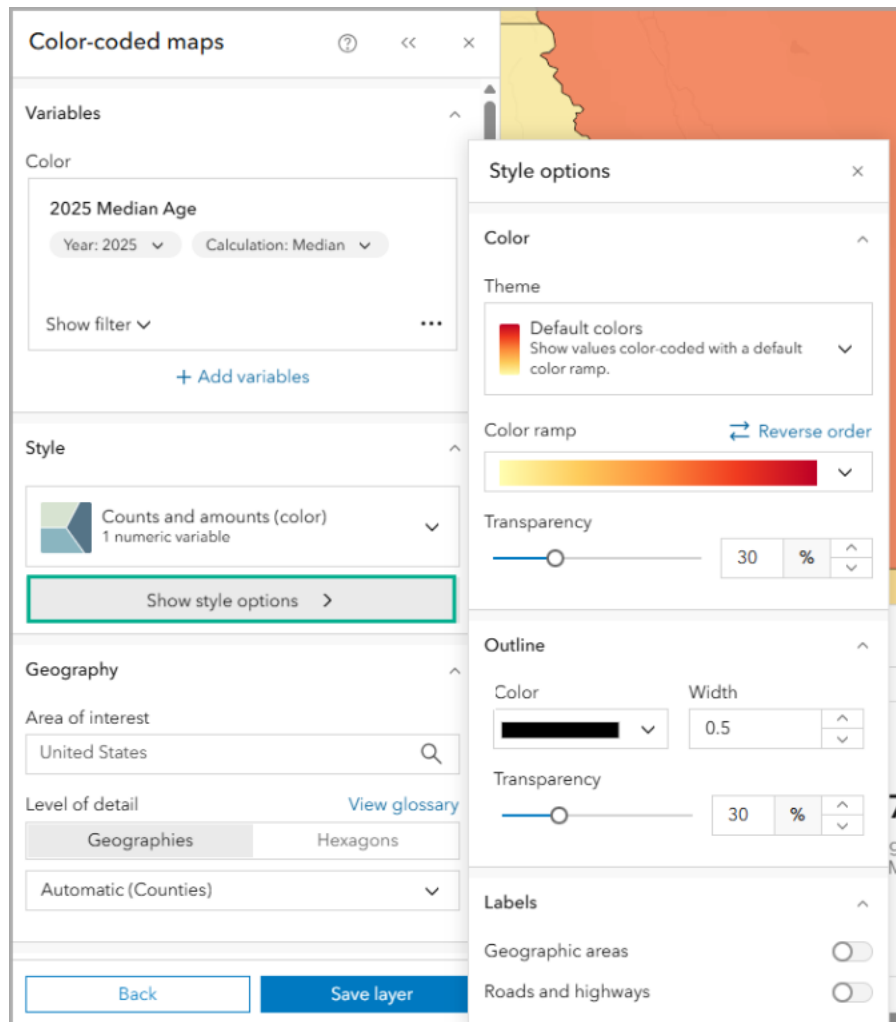 Color-coded maps
Variables
Color
2025 Median Age
Year: 2025
Calculation: Median
Show filter
+ Add variables
Style
Counts and amounts (color)
1 numeric variable
Show style options
Geography
Area of interest
United States
Level of detail
View glossary
Geographies
Hexagons
Automatic (Counties)
Back
Save layer
Style options
Color
Theme
Default colors
Show values color-coded with a default
color ramp.
Color ramp
Reverse order
Transparency
30 %
Outline
Color
Width
0.5
Transparency
30 %
Labels
Geographic areas
Roads and highways